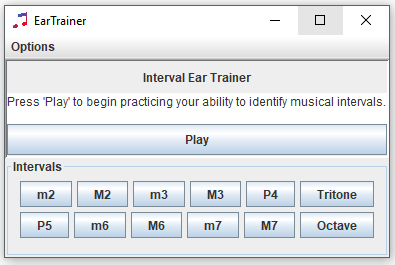 EarTrainer
Options
Interval Ear Trainer
Press 'Play' to begin practicing your ability to identify musical intervals.
Play
Intervals
m2 M2 m3 M3 P4 Tritone
P5 m6 M6 m7 M7 Octave